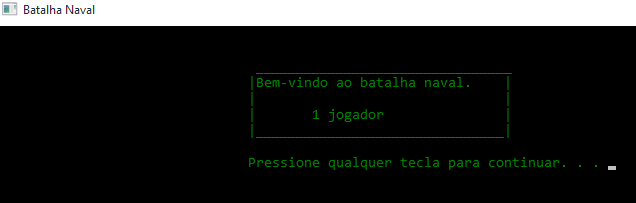 Batalha Naval
Bem-vindo ao batalha naval.
1 jogador
Pressione qualquer tecla para continuar. . .